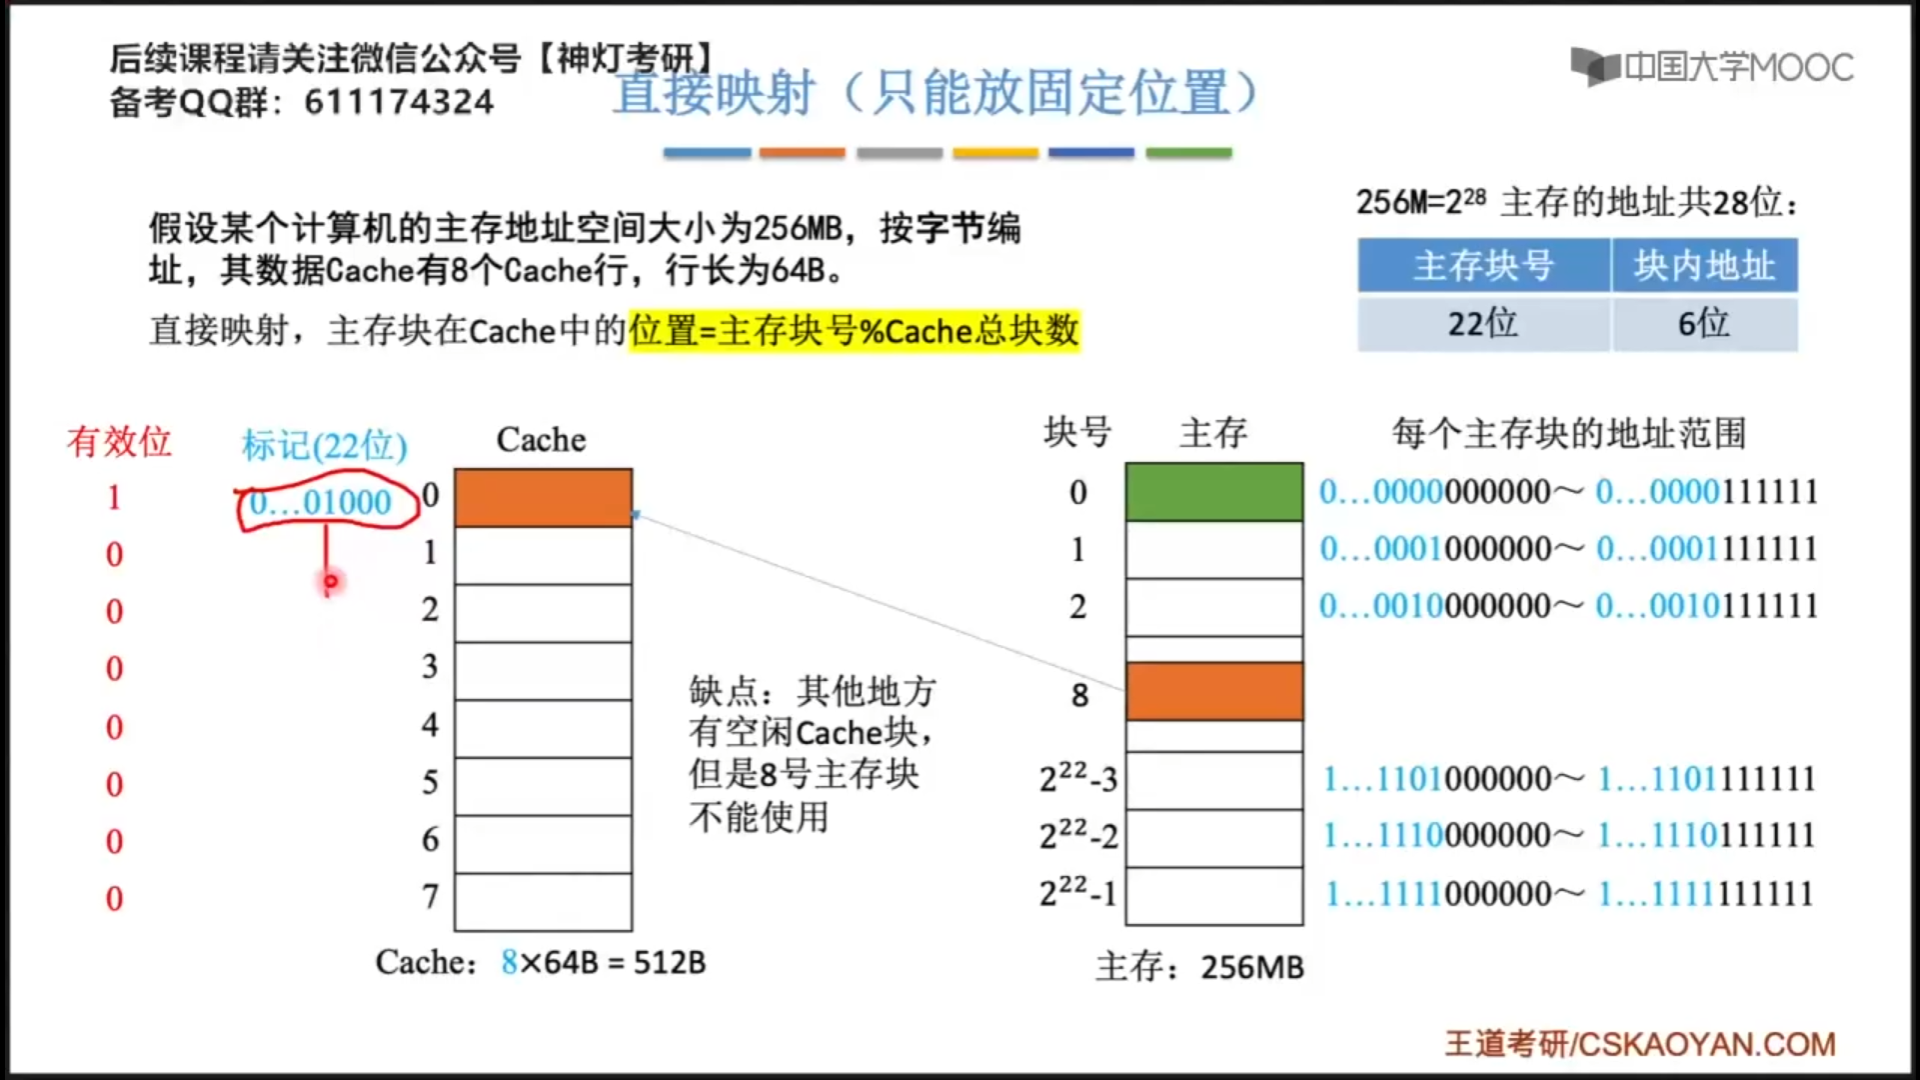 后续课程请关注微信公众号【神灯考研】
备考QQ群：611174324
中国大学MOOC
直接映射（只能放固定位置）
假设某个计算机的主存地址空间大小为256MB，按字节编
址，其数据Cache有8个Cache行，行长为64B。
直接映射，主存块在Cache中的位置=主存块号%Cache总块数
256M=2²⁸ 主存的地址共28位：
主存块号 块内地址
22位 6位
有效位 标记(22位) Cache
1 0…01000 0
0 1
0 2
0 3
0 4
0 5
0 6
0 7
Cache：8×64B = 512B
缺点：其他地方
有空闲Cache块，
但是8号主存块
不能使用
块号 主存 每个主存块的地址范围
0 0…0000000000～ 0…0000111111
1 0…0001000000～ 0…0001111111
2 0…0010000000～ 0…0010111111
8
2²²-3 1…1101000000～ 1…1101111111
2²²-2 1…1110000000～ 1…1110111111
2²²-1 1…1111000000～ 1…1111111111
主存：256MB
王道考研/CSKAOYAN.COM